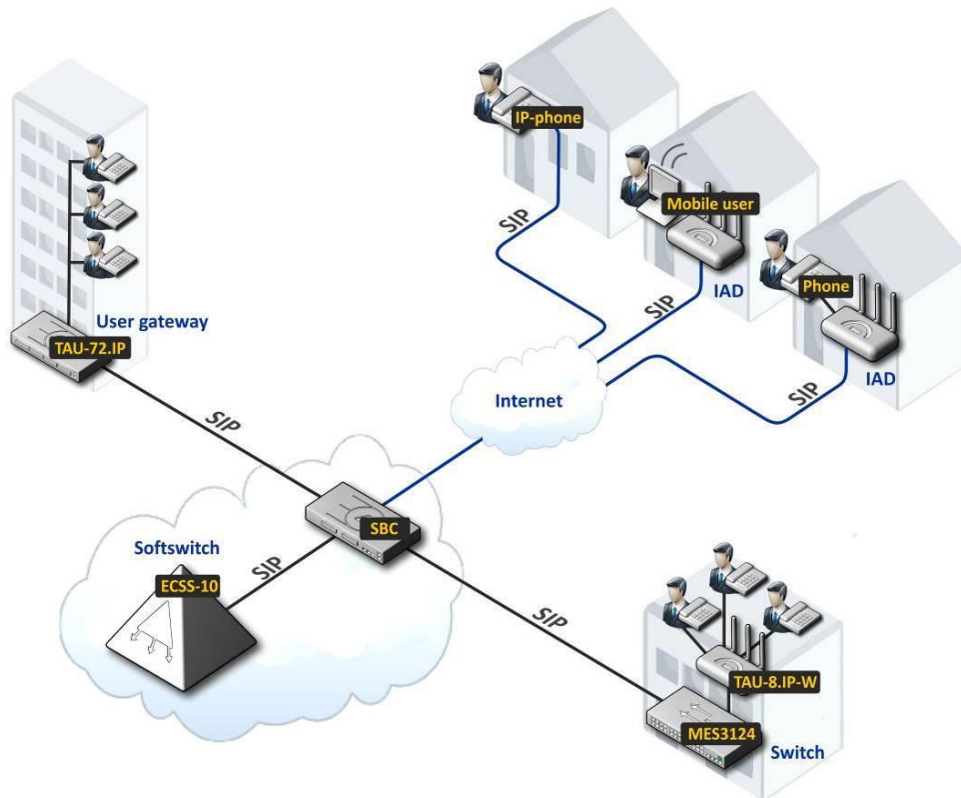 IP-phone
SIP
Mobile user
SIP
IAD
Phone
SIP
IAD
User gateway
TAU-72.IP
SIP
Internet
SBC
Softswitch
ECSS-10
SIP
SIP
TAU-8.IP-W
MES3124
Switch